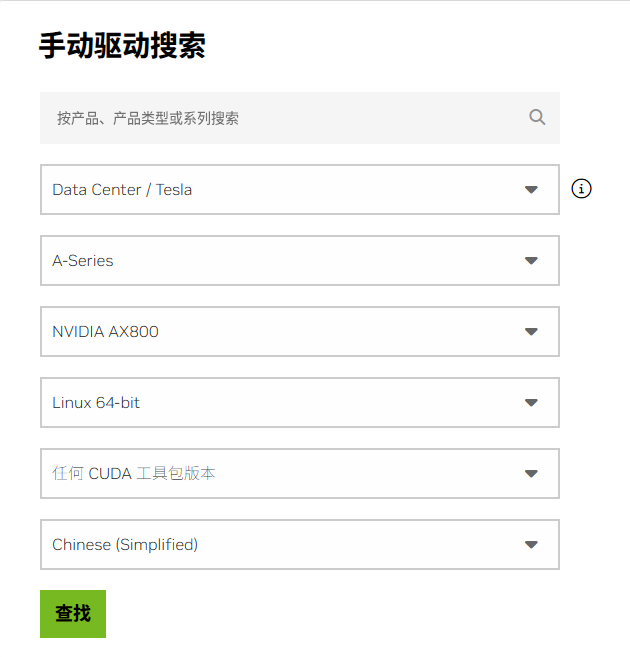 手动驱动搜索
按产品、产品类型或系列搜索
Data Center / Tesla
A-Series
NVIDIA AX800
Linux 64-bit
任何 CUDA 工具包版本
Chinese (Simplified)
查找